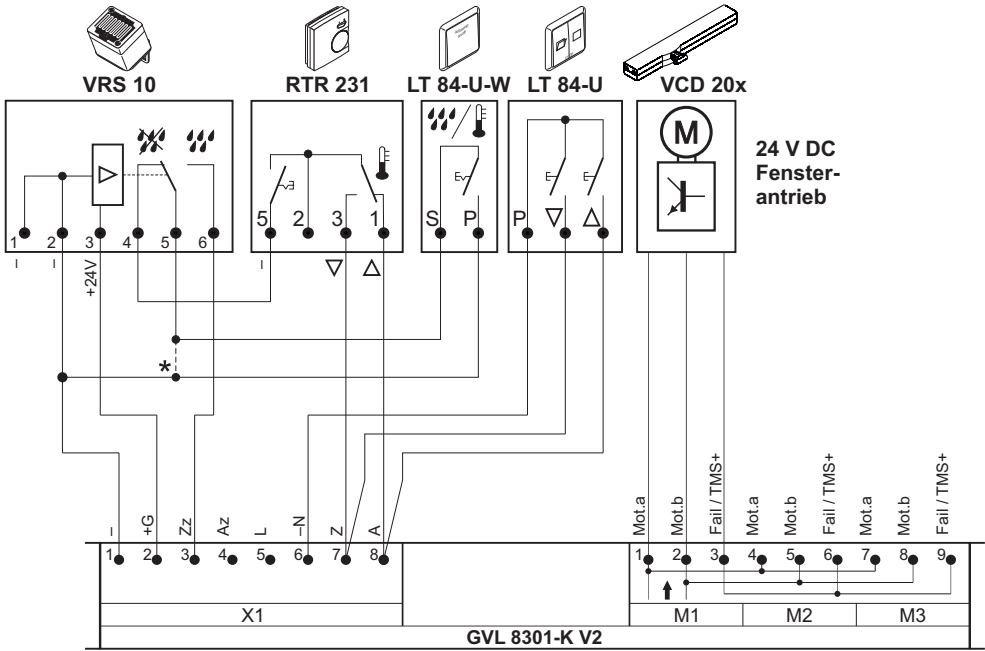 VRS 10
RTR 231
LT 84-U-W
LT 84-U
VCD 20x
M
24 V DC
Fenster-
antrieb
1 2 3 4 5 6
5 2 3 1
S P
P
– – +24V
–
*
– +G Zz Az L –N Z A
Mot.a Mot.b Fail / TMS+ Mot.a Mot.b Fail / TMS+ Mot.a Mot.b Fail / TMS+
1 2 3 4 5 6 7 8
1 2 3 4 5 6 7 8 9
X1
M1 M2 M3
GVL 8301-K V2